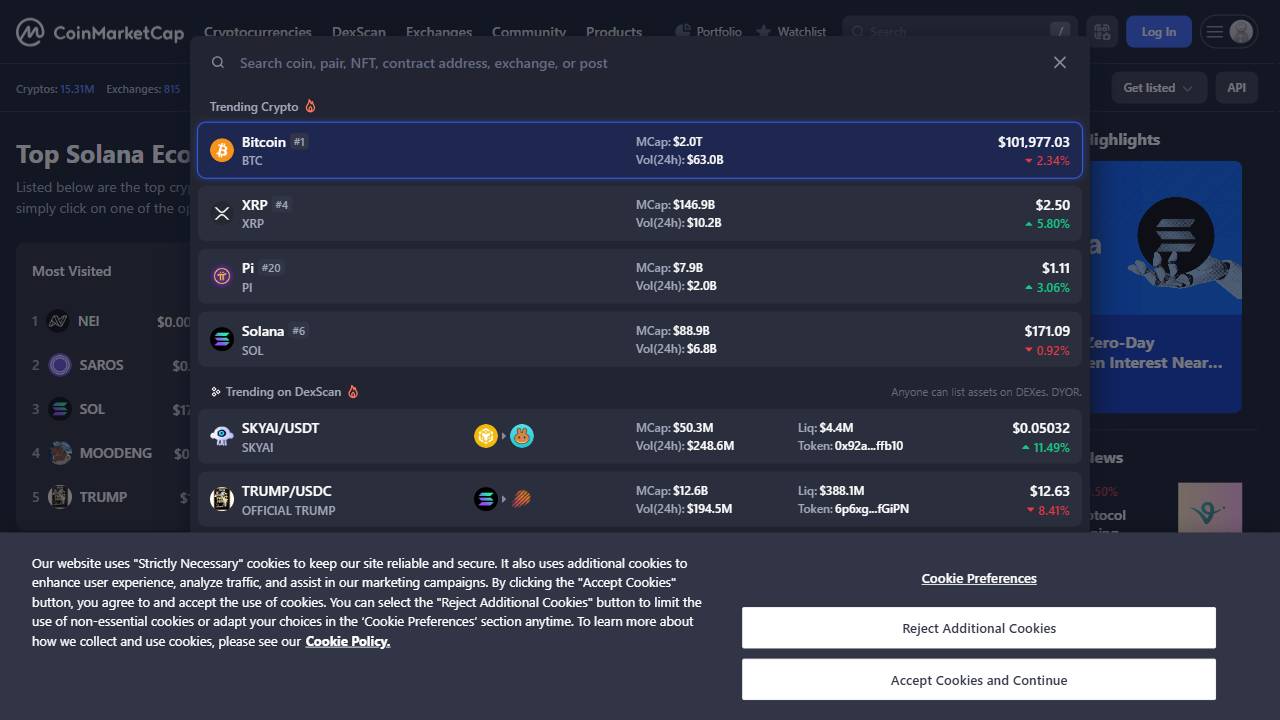 CoinMarketCap
Cryptocurrencies
DexScan
Exchanges
Community
Products
Portfolio
Watchlist
Search
/
Log In
Cryptos: 15.31M
Exchanges: 815
Get listed
API
Search coin, pair, NFT, contract address, exchange, or post
Trending Crypto
Bitcoin #1
BTC
MCap: $2.0T
Vol(24h): $63.0B
$101,977.03
2.34%
XRP #4
XRP
MCap: $146.9B
Vol(24h): $10.2B
$2.50
5.80%
Pi #20
PI
MCap: $7.9B
Vol(24h): $2.0B
$1.11
3.06%
Solana #6
SOL
MCap: $88.9B
Vol(24h): $6.8B
$171.09
0.92%
Trending on DexScan
Anyone can list assets on DEXes. DYOR.
SKYAI/USDT
SKYAI
MCap: $50.3M
Vol(24h): $248.6M
Liq: $4.4M
Token: 0x92a...ffb10
$0.05032
11.49%
TRUMP/USDC
OFFICIAL TRUMP
MCap: $12.6B
Vol(24h): $194.5M
Liq: $388.1M
Token: 6p6xg...fGiPN
$12.63
8.41%
Top Solana Eco
Listed below are the top cry
simply click on one of the o
Most Visited
1 NEI $0.00
2 SAROS $0.
3 SOL $17
4 MOODENG $0
5 TRUMP $1
ighlights
a
Zero-Day
en Interest Near...
News
.50%
otocol
Our website uses "Strictly Necessary" cookies to keep our site reliable and secure. It also uses additional cookies to
enhance user experience, analyze traffic, and assist in our marketing campaigns. By clicking the "Accept Cookies"
button, you agree to and accept the use of cookies. You can select the "Reject Additional Cookies" button to limit the
use of non-essential cookies or adapt your choices in the ‘Cookie Preferences’ section anytime. To learn more about
how we collect and use cookies, please see our Cookie Policy.
Cookie Preferences
Reject Additional Cookies
Accept Cookies and Continue